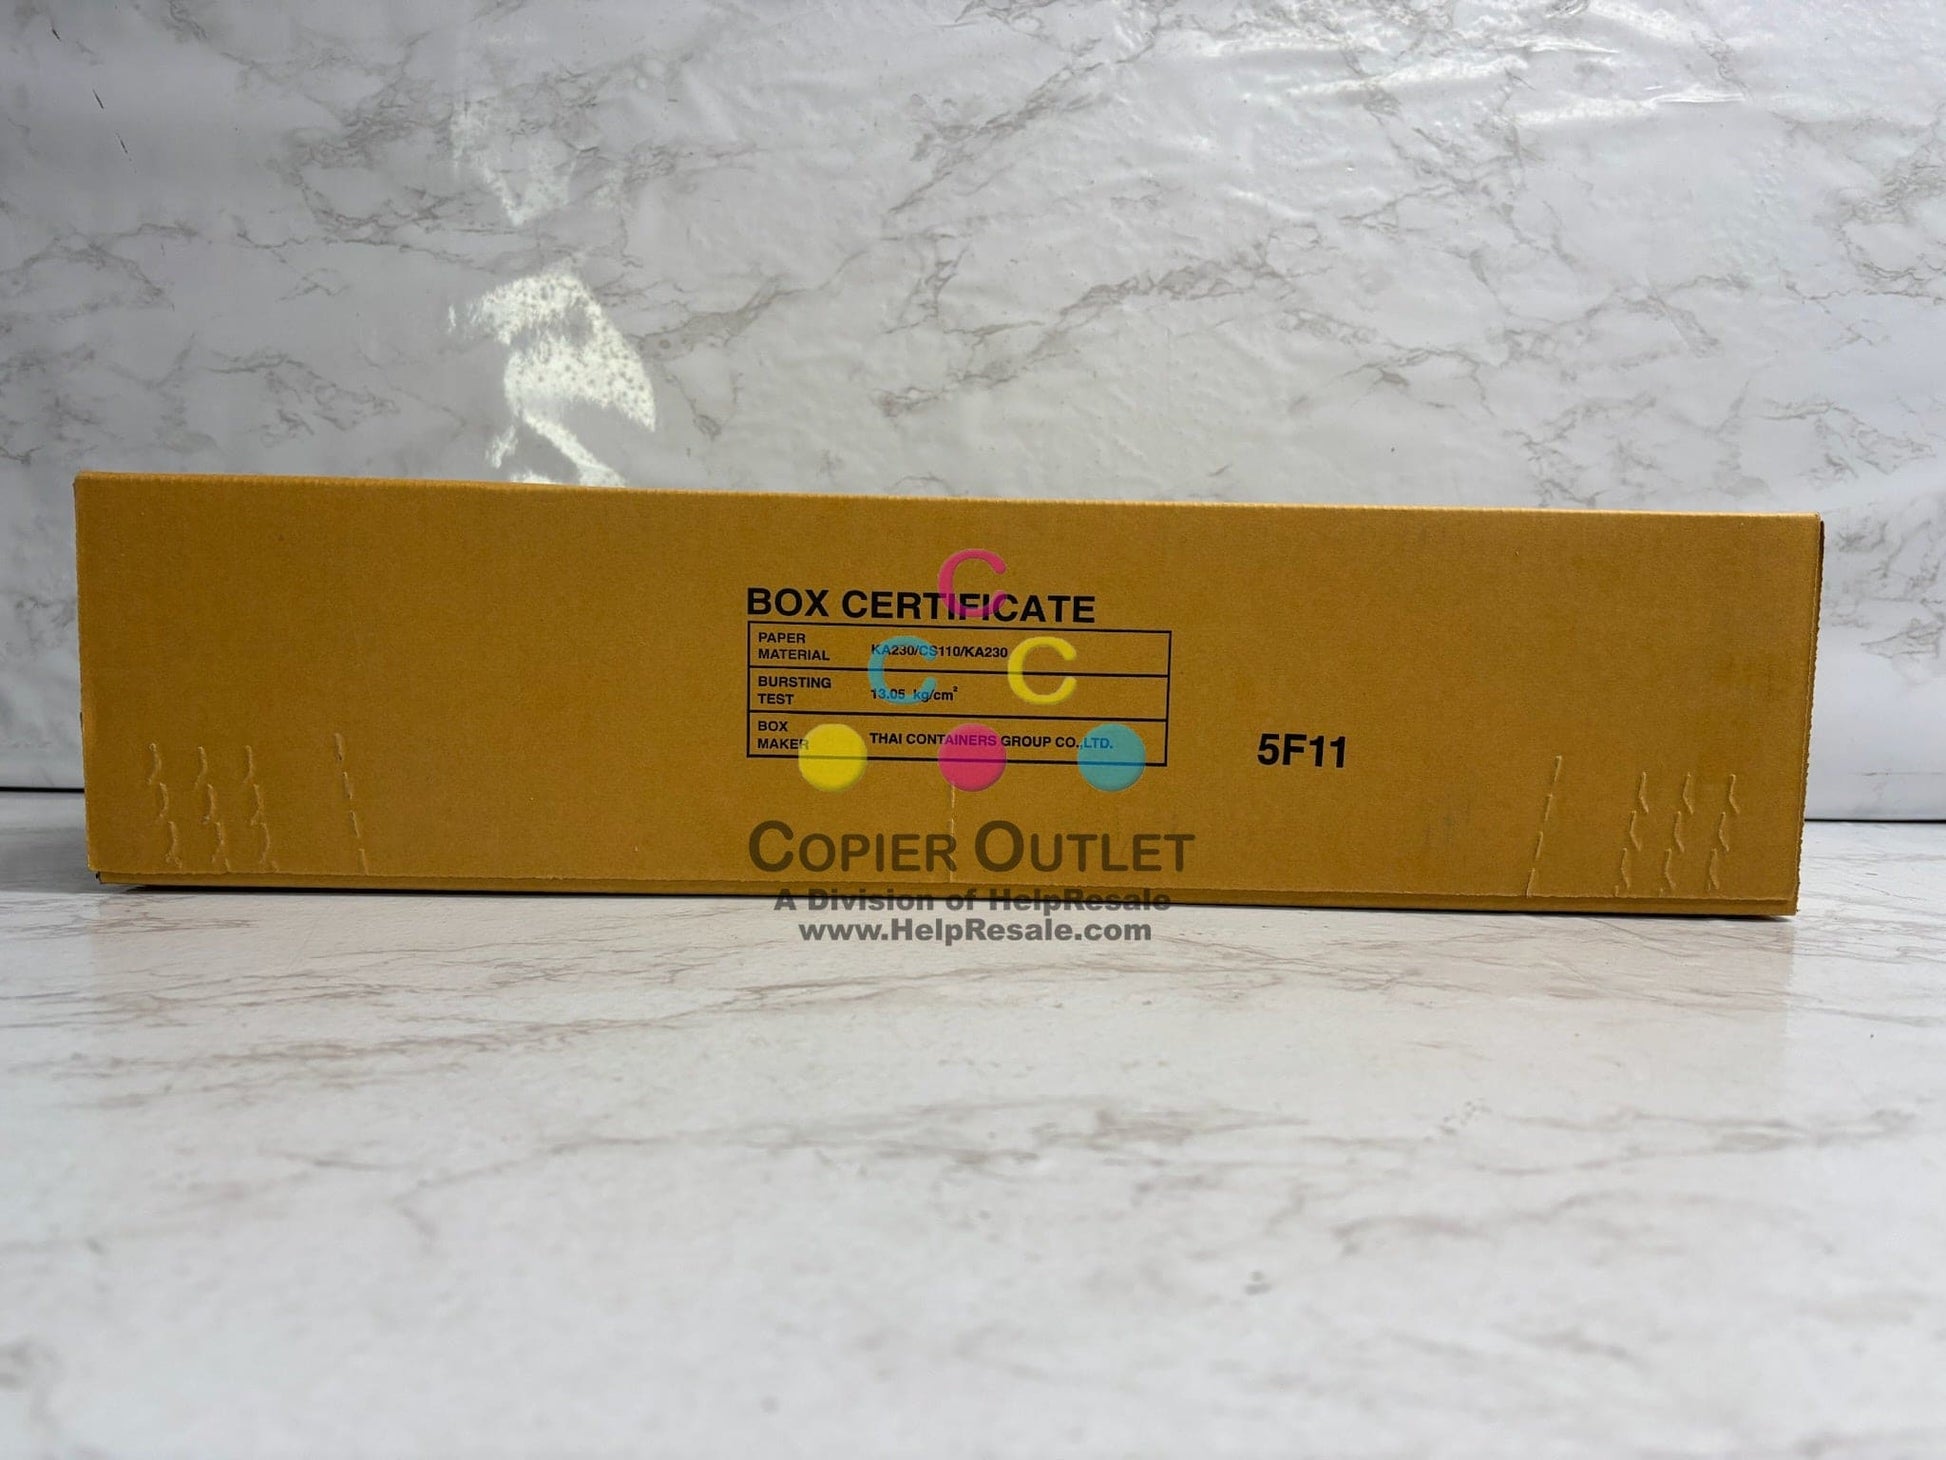 BOX CERTIFICATE
PAPER
MATERIAL
KA230/CS110/KA230
BURSTING
TEST
13.05 kg/cm²
BOX
MAKER
THAI CONTAINERS GROUP CO.,LTD.
5F11
C
C C
COPIER OUTLET
A Division of HelpResale
www.HelpResale.com